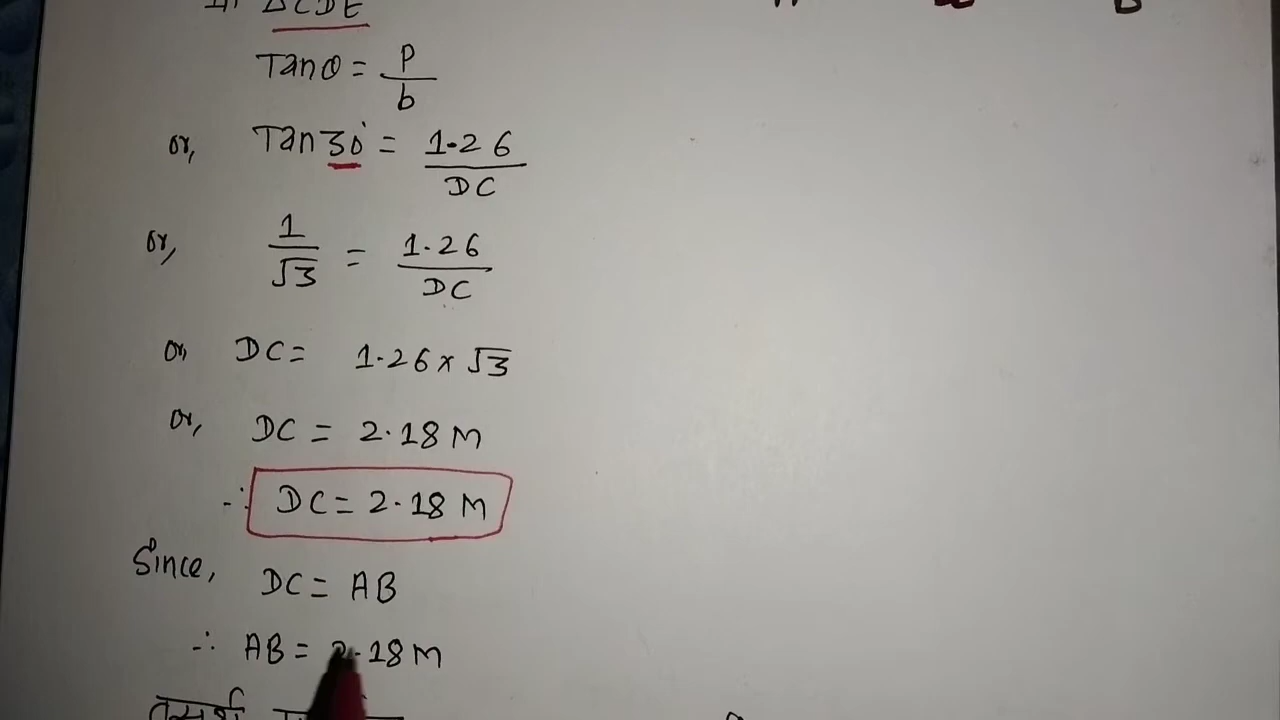 ΔCDE
B
Tanθ = P/b
or, Tan30° = 1.26/DC
or, 1/√3 = 1.26/DC
or, DC = 1.26 × √3
or, DC = 2.18 M
∴ DC = 2.18 M
Since, DC = AB
∴ AB = 2.18 M